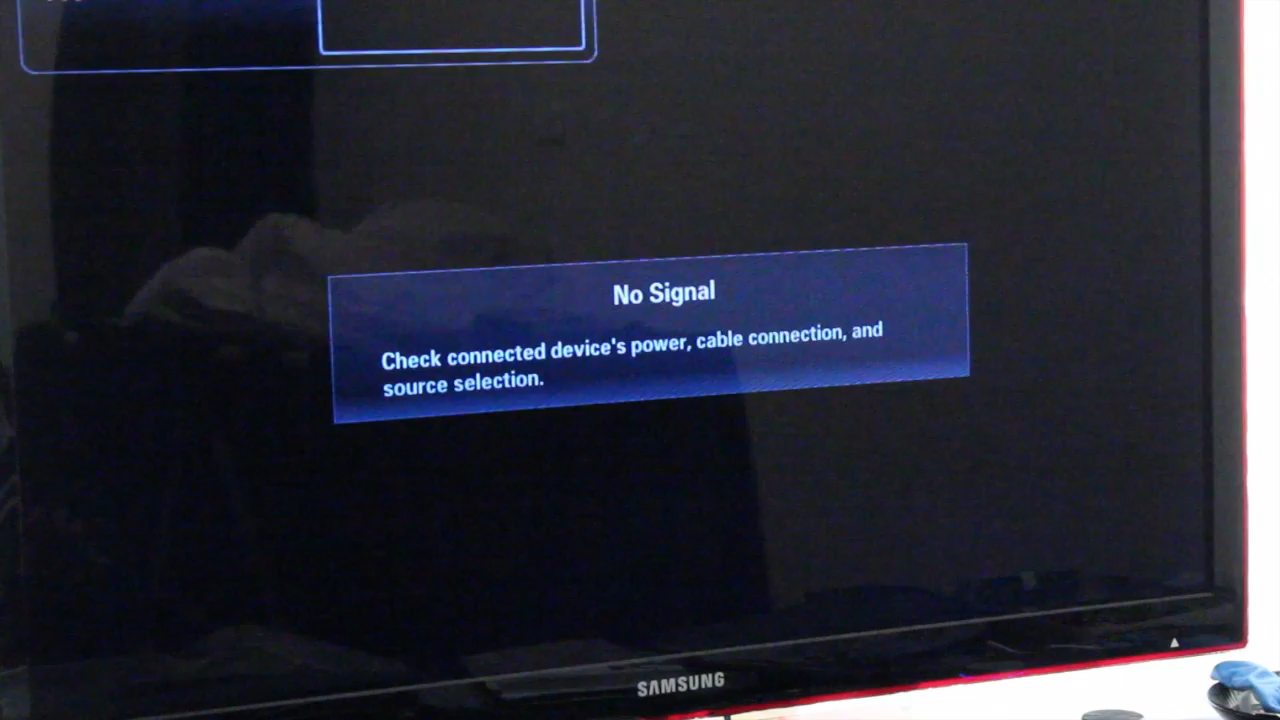 No Signal
Check connected device's power, cable connection, and
source selection.
SAMSUNG